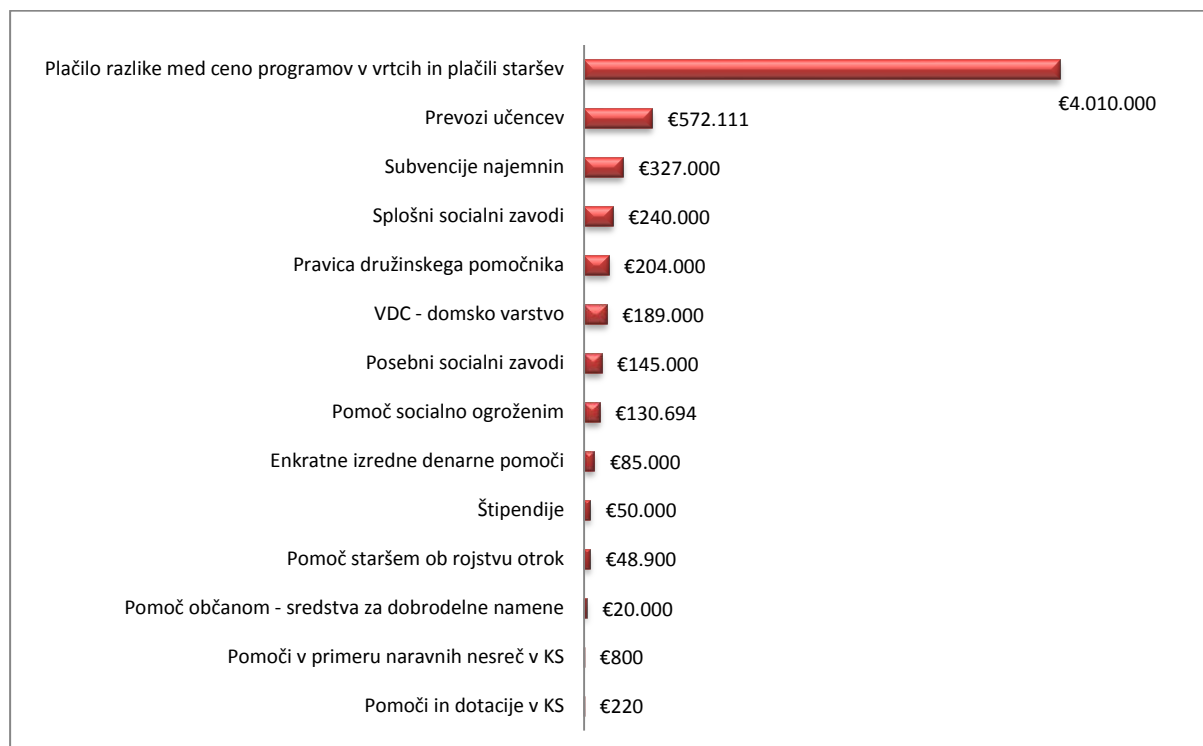 Plačilo razlike med ceno programov v vrtcih in plačili staršev
€4.010.000
Prevozi učencev
€572.111
Subvencije najemnin
€327.000
Splošni socialni zavodi
€240.000
Pravica družinskega pomočnika
€204.000
VDC - domsko varstvo
€189.000
Posebni socialni zavodi
€145.000
Pomoč socialno ogroženim
€130.694
Enkratne izredne denarne pomoči
€85.000
Štipendije
€50.000
Pomoč staršem ob rojstvu otrok
€48.900
Pomoč občanom - sredstva za dobrodelne namene
€20.000
Pomoči v primeru naravnih nesreč v KS
€800
Pomoči in dotacije v KS
€220